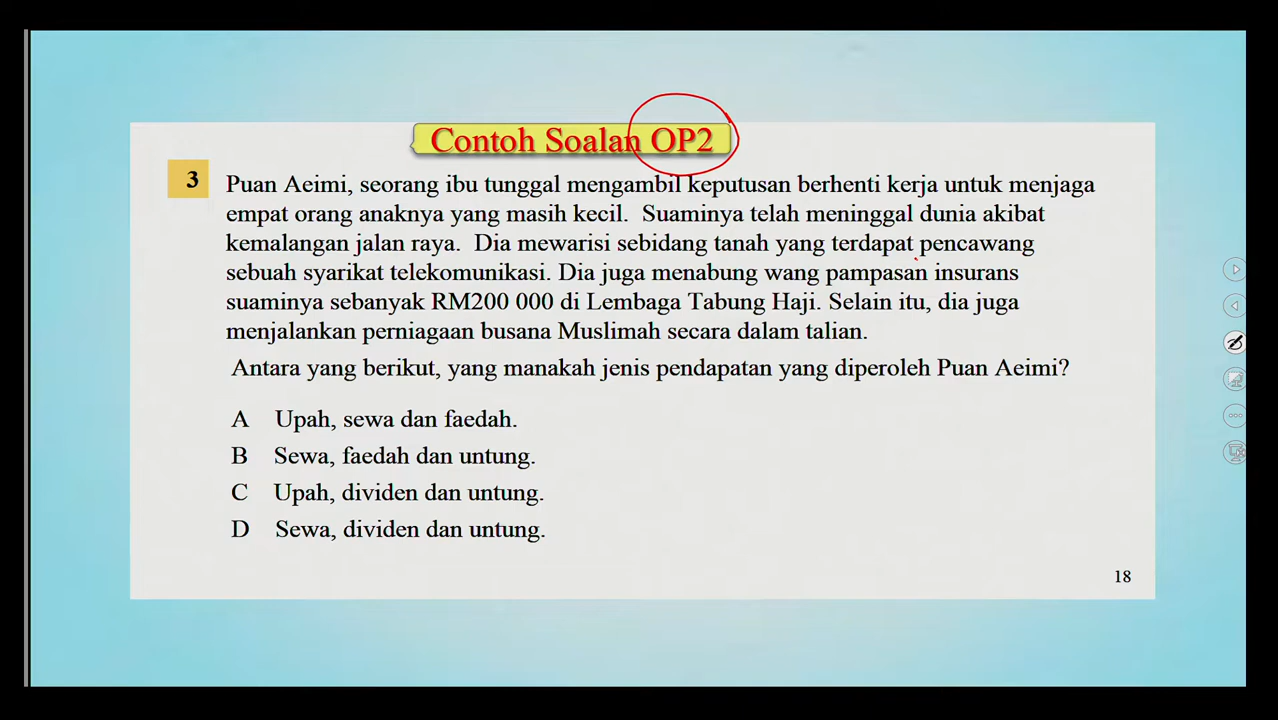 Contoh Soalan OP2
3
Puan Aeimi, seorang ibu tunggal mengambil keputusan berhenti kerja untuk menjaga
empat orang anaknya yang masih kecil. Suaminya telah meninggal dunia akibat
kemalangan jalan raya. Dia mewarisi sebidang tanah yang terdapat pencawang
sebuah syarikat telekomunikasi. Dia juga menabung wang pampasan insurans
suaminya sebanyak RM200 000 di Lembaga Tabung Haji. Selain itu, dia juga
menjalankan perniagaan busana Muslimah secara dalam talian.
Antara yang berikut, yang manakah jenis pendapatan yang diperoleh Puan Aeimi?
A Upah, sewa dan faedah.
B Sewa, faedah dan untung.
C Upah, dividen dan untung.
D Sewa, dividen dan untung.
18